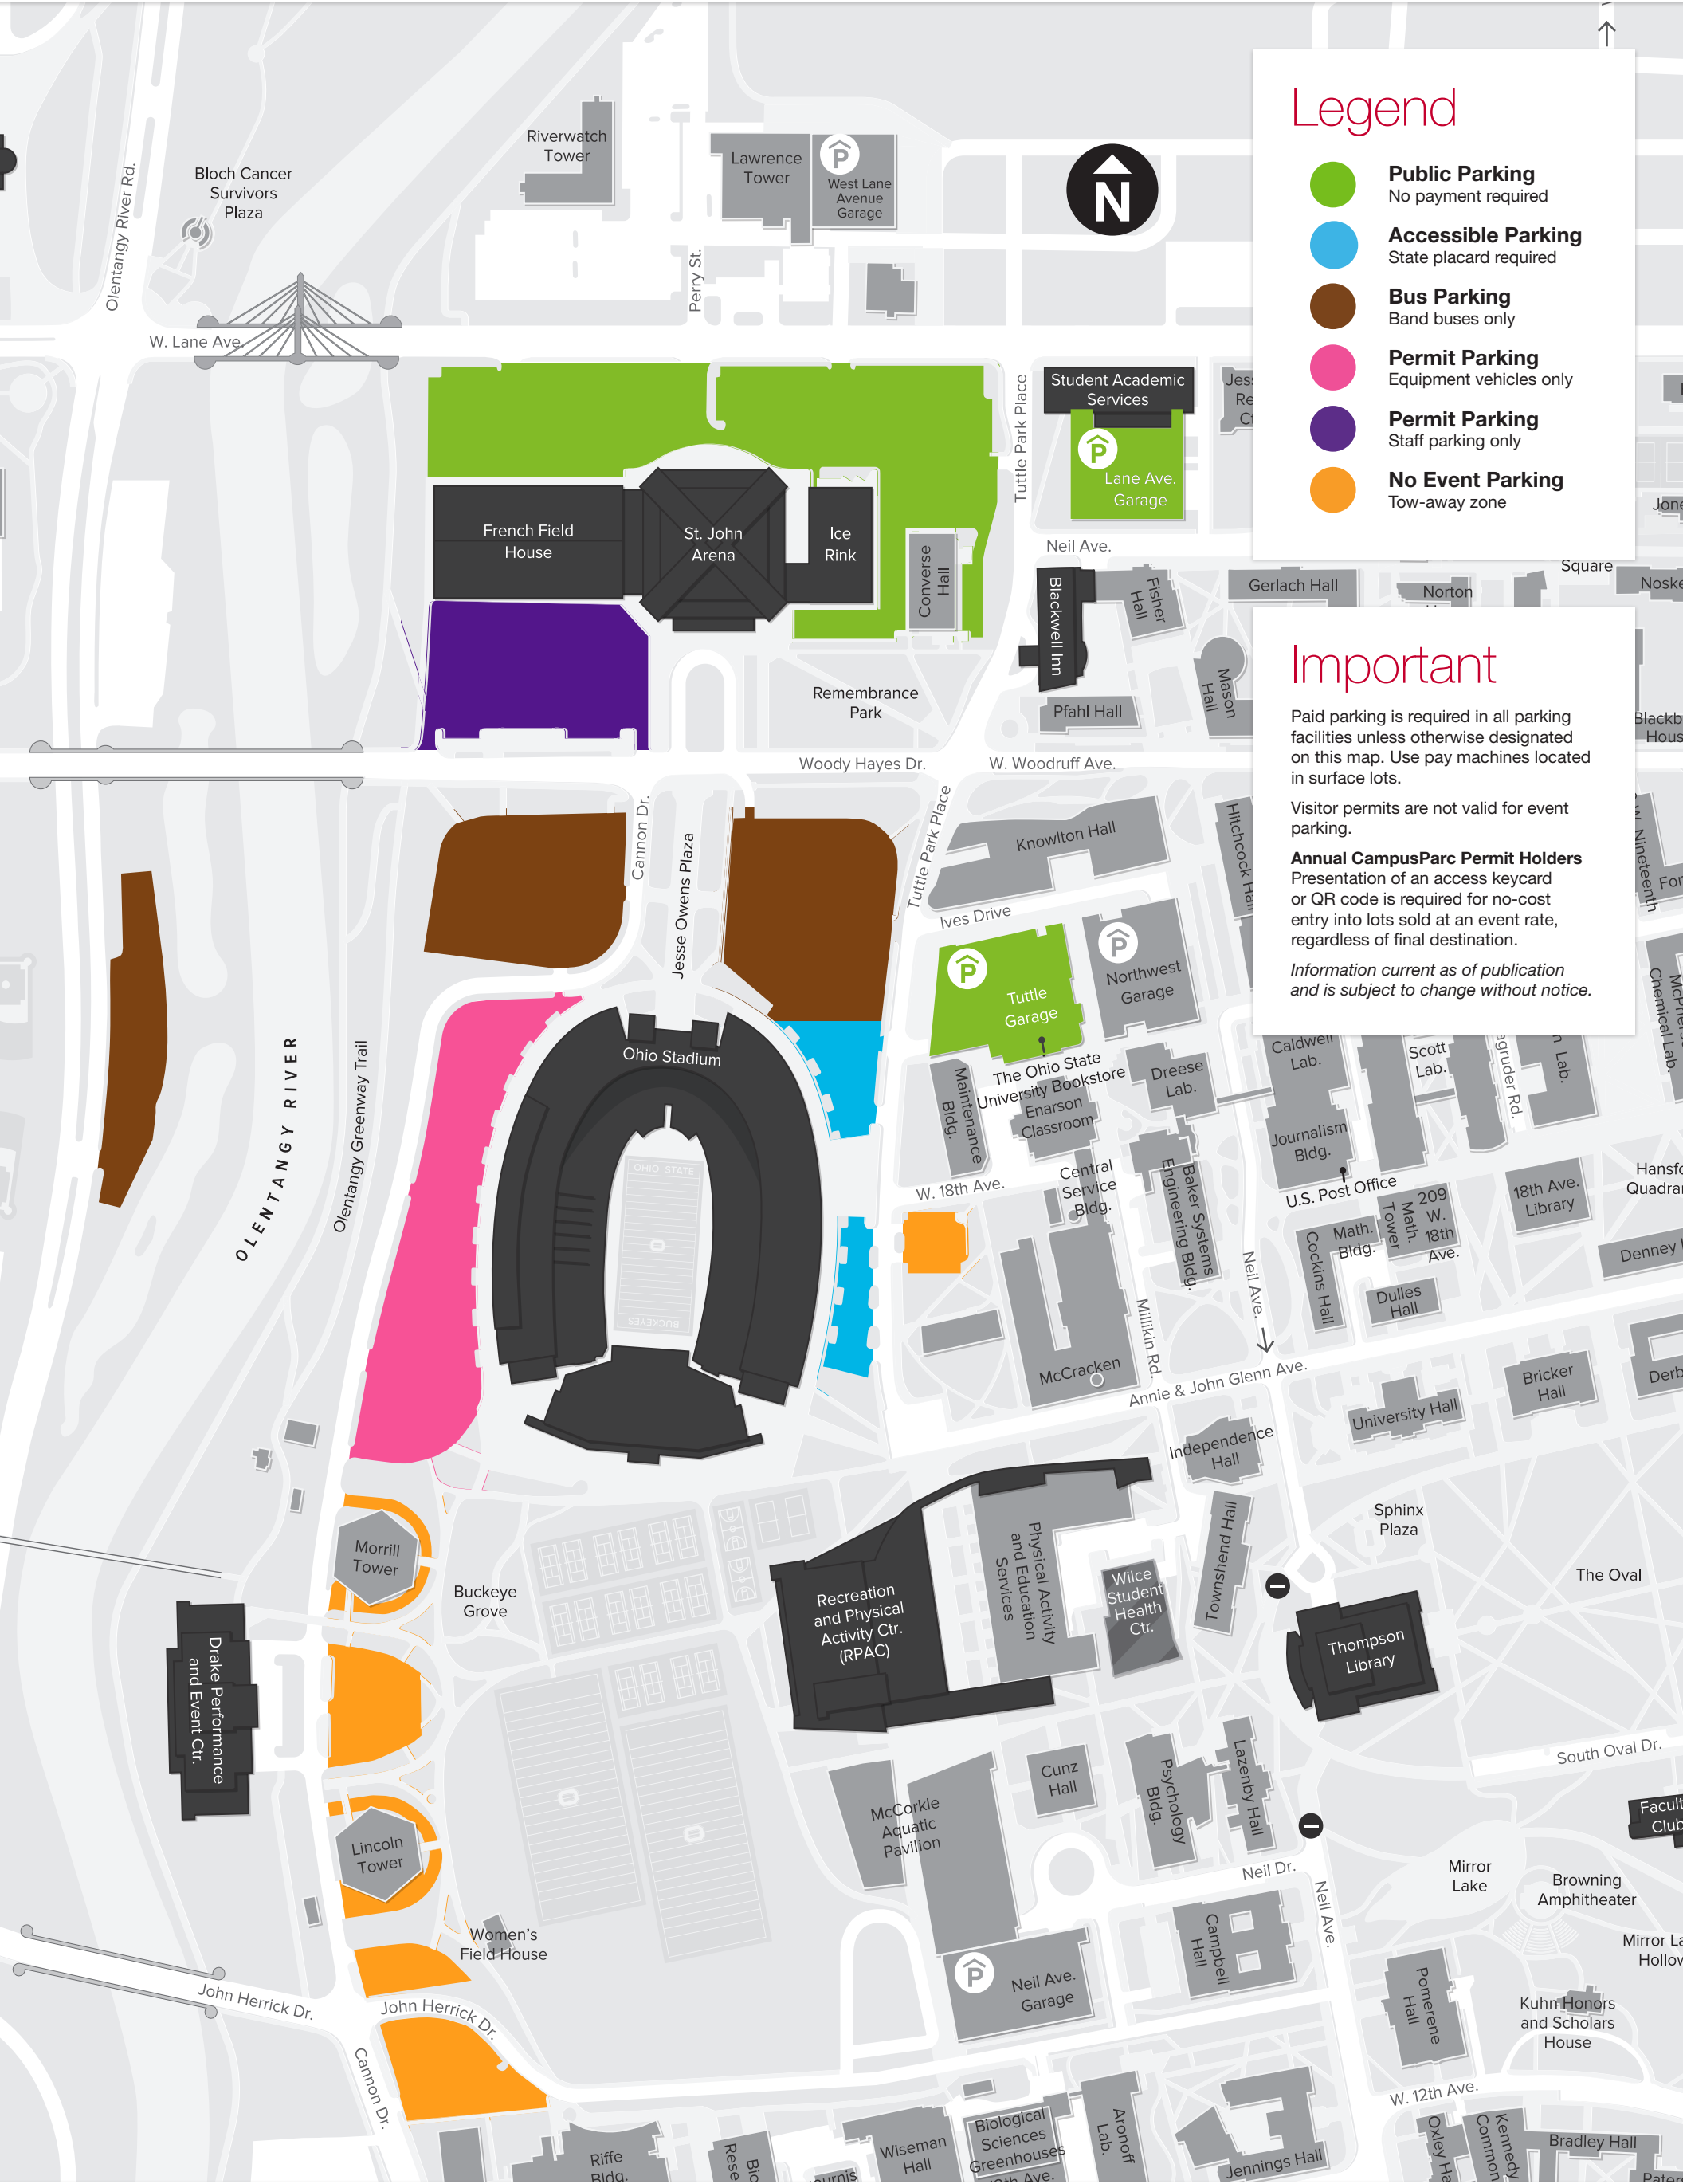 Legend
Public Parking
No payment required
Accessible Parking
State placard required
Bus Parking
Band buses only
Permit Parking
Equipment vehicles only
Permit Parking
Staff parking only
No Event Parking
Tow-away zone
Important
Paid parking is required in all parking
facilities unless otherwise designated
on this map. Use pay machines located
in surface lots.
Visitor permits are not valid for event
parking.
Annual CampusParc Permit Holders
Presentation of an access keycard
or QR code is required for no-cost
entry into lots sold at an event rate,
regardless of final destination.
Information current as of publication
and is subject to change without notice.
N
Olentangy River Rd.
Bloch Cancer
Survivors
Plaza
Riverwatch
Tower
Lawrence
Tower
P
West Lane
Avenue
Garage
Perry St.
W. Lane Ave.
Tuttle Park Place
Student Academic
Services
P
Lane Ave.
Garage
French Field
House
St. John
Arena
Ice
Rink
Converse
Hall
Neil Ave.
Blackwell Inn
Fisher
Hall
Gerlach Hall
Norton
Square
Mason
Hall
Pfahl Hall
Remembrance
Park
Woody Hayes Dr.
W. Woodruff Ave.
Cannon Dr.
Jesse Owens Plaza
Tuttle Park Place
Knowlton Hall
Ives Drive
P
Tuttle
Garage
P
Northwest
Garage
The Ohio State
University Bookstore
Maintenance
Bldg.
Enarson
Classroom
Dreese
Lab.
Caldwell
Lab.
Scott
Lab.
Journalism
Bldg.
U.S. Post Office
Ohio Stadium
OHIO STATE
O
BUCKEYES
OLENTANGY RIVER
Olentangy Greenway Trail
W. 18th Ave.
Central
Service
Bldg.
Baker Systems
Engineering Bldg.
Neil Ave.
Cockins Hall
Math.
Bldg.
Math.
Tower
209
W.
18th
Ave.
18th Ave.
Library
Dulles
Hall
McCracken
Millikin Rd.
Annie & John Glenn Ave.
University Hall
Bricker
Hall
Independence
Hall
Townshend Hall
Sphinx
Plaza
The Oval
Morrill
Tower
Buckeye
Grove
Drake Performance
and Event Ctr.
Recreation
and Physical
Activity Ctr.
(RPAC)
Physical Activity
and Education
Services
Wilce
Student
Health
Ctr.
Thompson
Library
South Oval Dr.
O
O
Lincoln
Tower
Women's
Field House
McCorkle
Aquatic
Pavilion
Cunz
Hall
Psychology
Bldg.
Lazenby Hall
Neil Dr.
Neil Ave.
Mirror
Lake
Browning
Amphitheater
Campbell
Hall
P
Neil Ave.
Garage
Pomerene
Hall
Kuhn Honors
and Scholars
House
John Herrick Dr.
John Herrick Dr.
Cannon Dr.
W. 12th Ave.
Riffe
Bldg.
Wiseman
Hall
Biological
Sciences
Greenhouses
Aronoff
Lab.
Jennings Hall
Bradley Hall